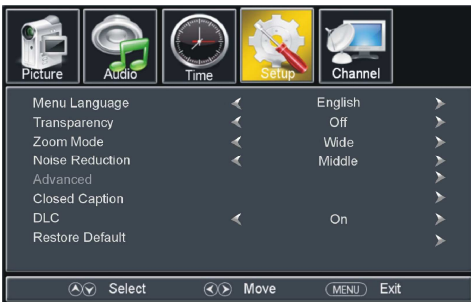 Picture Audio Time Setup Channel
Menu Language English
Transparency Off
Zoom Mode Wide
Noise Reduction Middle
Advanced
Closed Caption
DLC On
Restore Default
Select Move MENU Exit